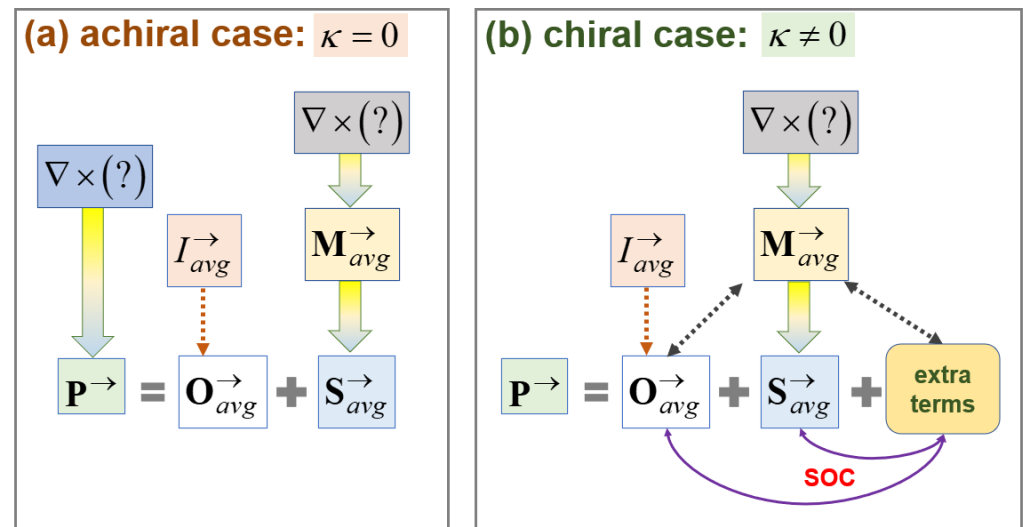 (a) achiral case: κ = 0
∇×(?)
∇×(?)
I→avg
M→avg
P→ = O→avg + S→avg
(b) chiral case: κ ≠ 0
∇×(?)
I→avg
M→avg
P→ = O→avg + S→avg + extra terms
SOC